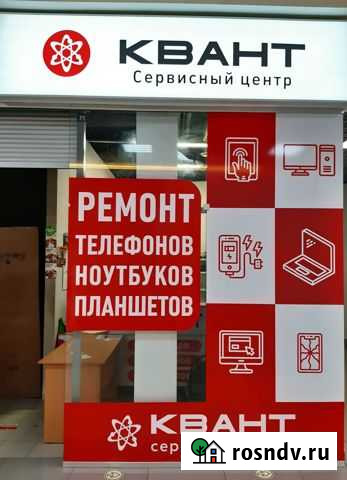 КВАНТ
Сервисный центр
РЕМОНТ
ТЕЛЕФОНОВ
НОУТБУКОВ
ПЛАНШЕТОВ
КВАНТ
rosndv.ru